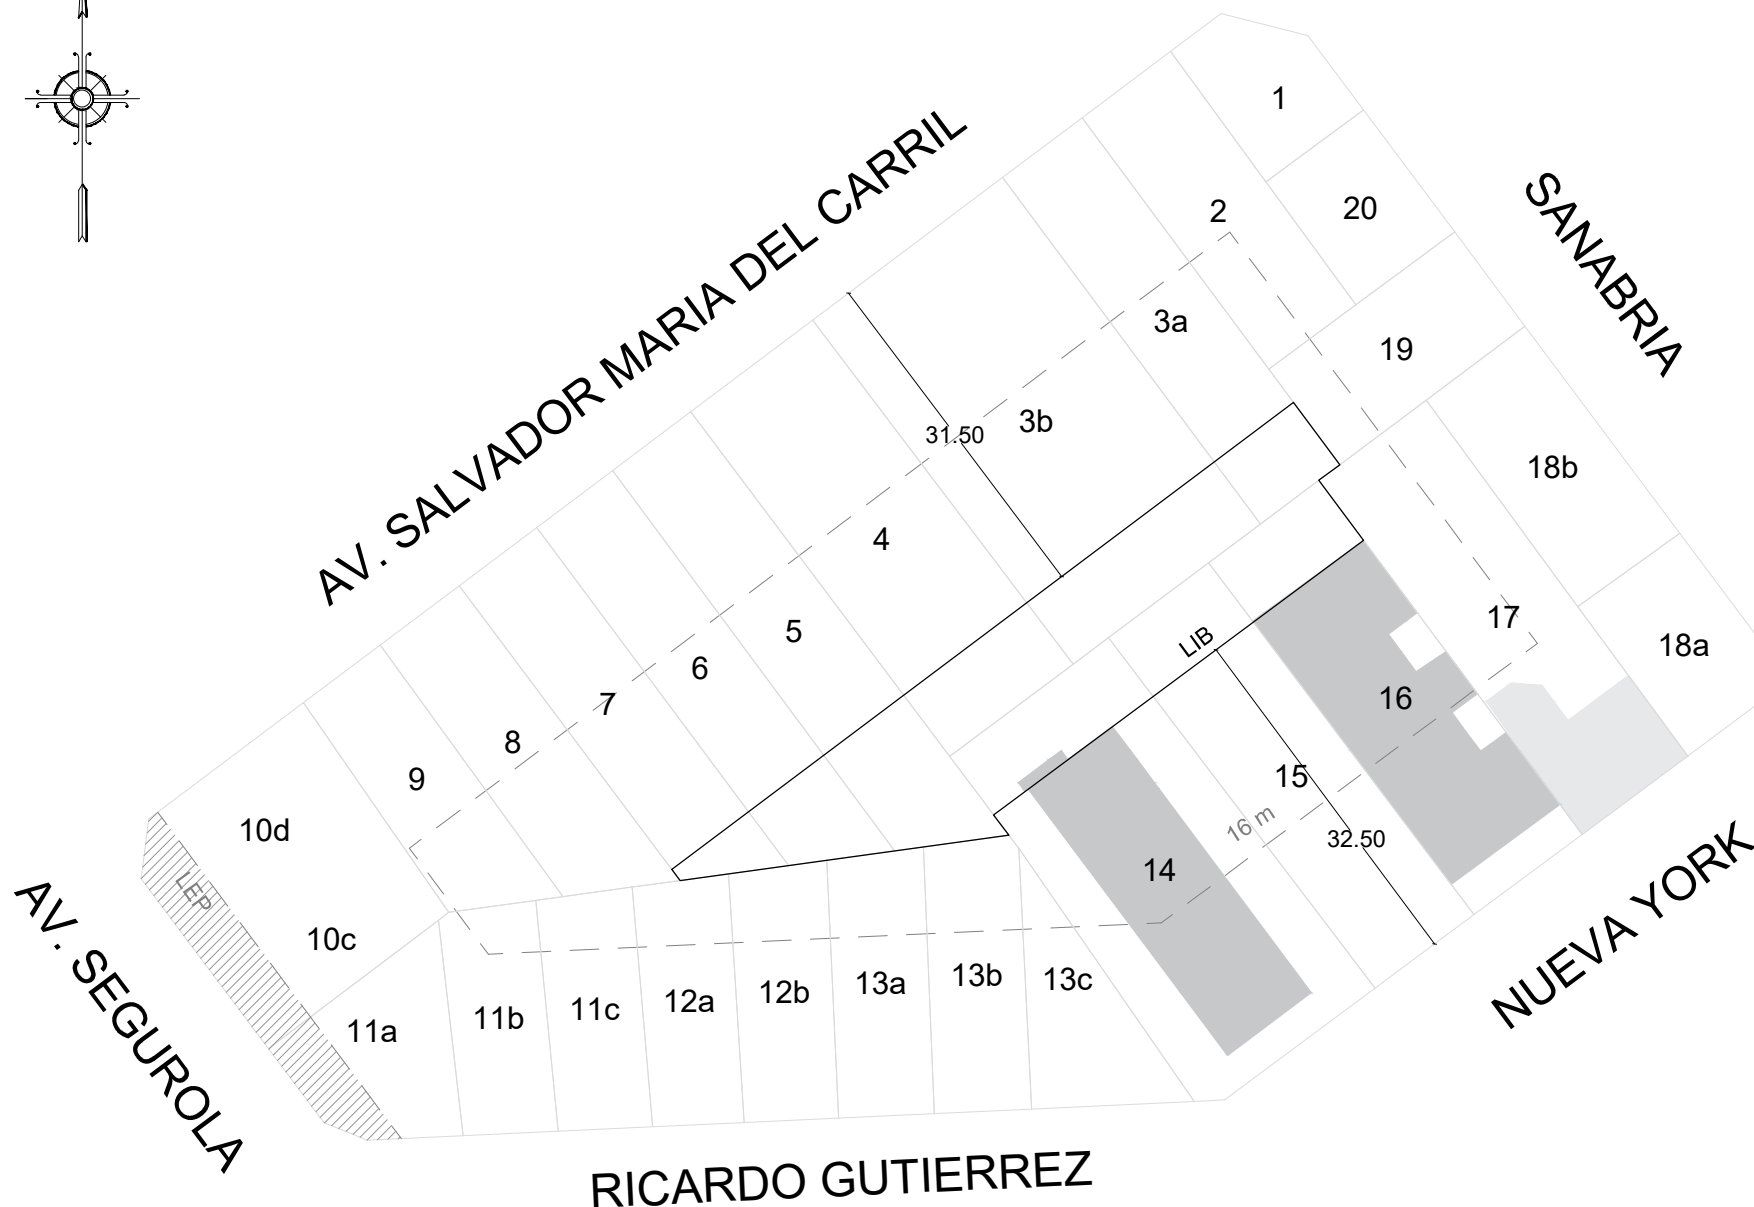 1
AV. SALVADOR MARIA DEL CARRIL
2
20
SANABRIA
3a
19
3b
31.50
18b
4
5
17
6
LIB
18a
7
16
8
9
15
16 m
10d
32.50
14
LEP
10c
NUEVA YORK
13b
13c
13a
12b
12a
11c
11b
11a
AV. SEGUROLA
RICARDO GUTIERREZ